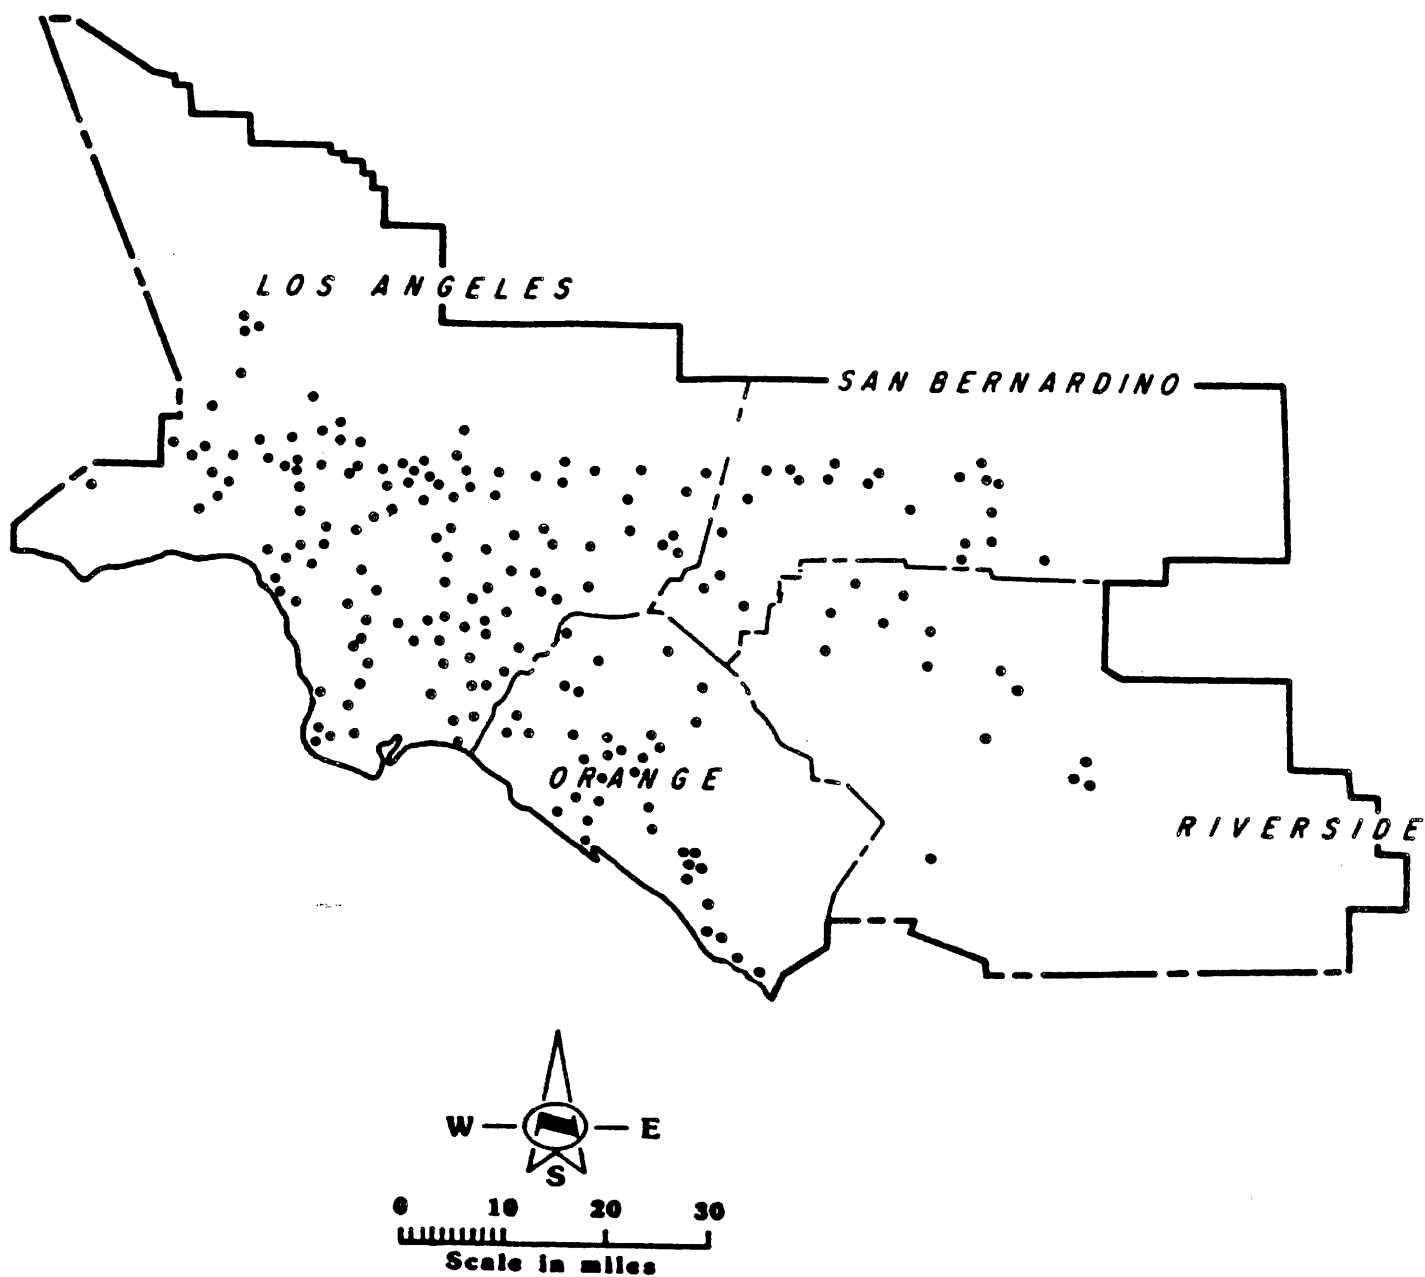 LOS ANGELES
SAN BERNARDINO
ORANGE
RIVERSIDE
W E
S
0 10 20 30
Scale in miles